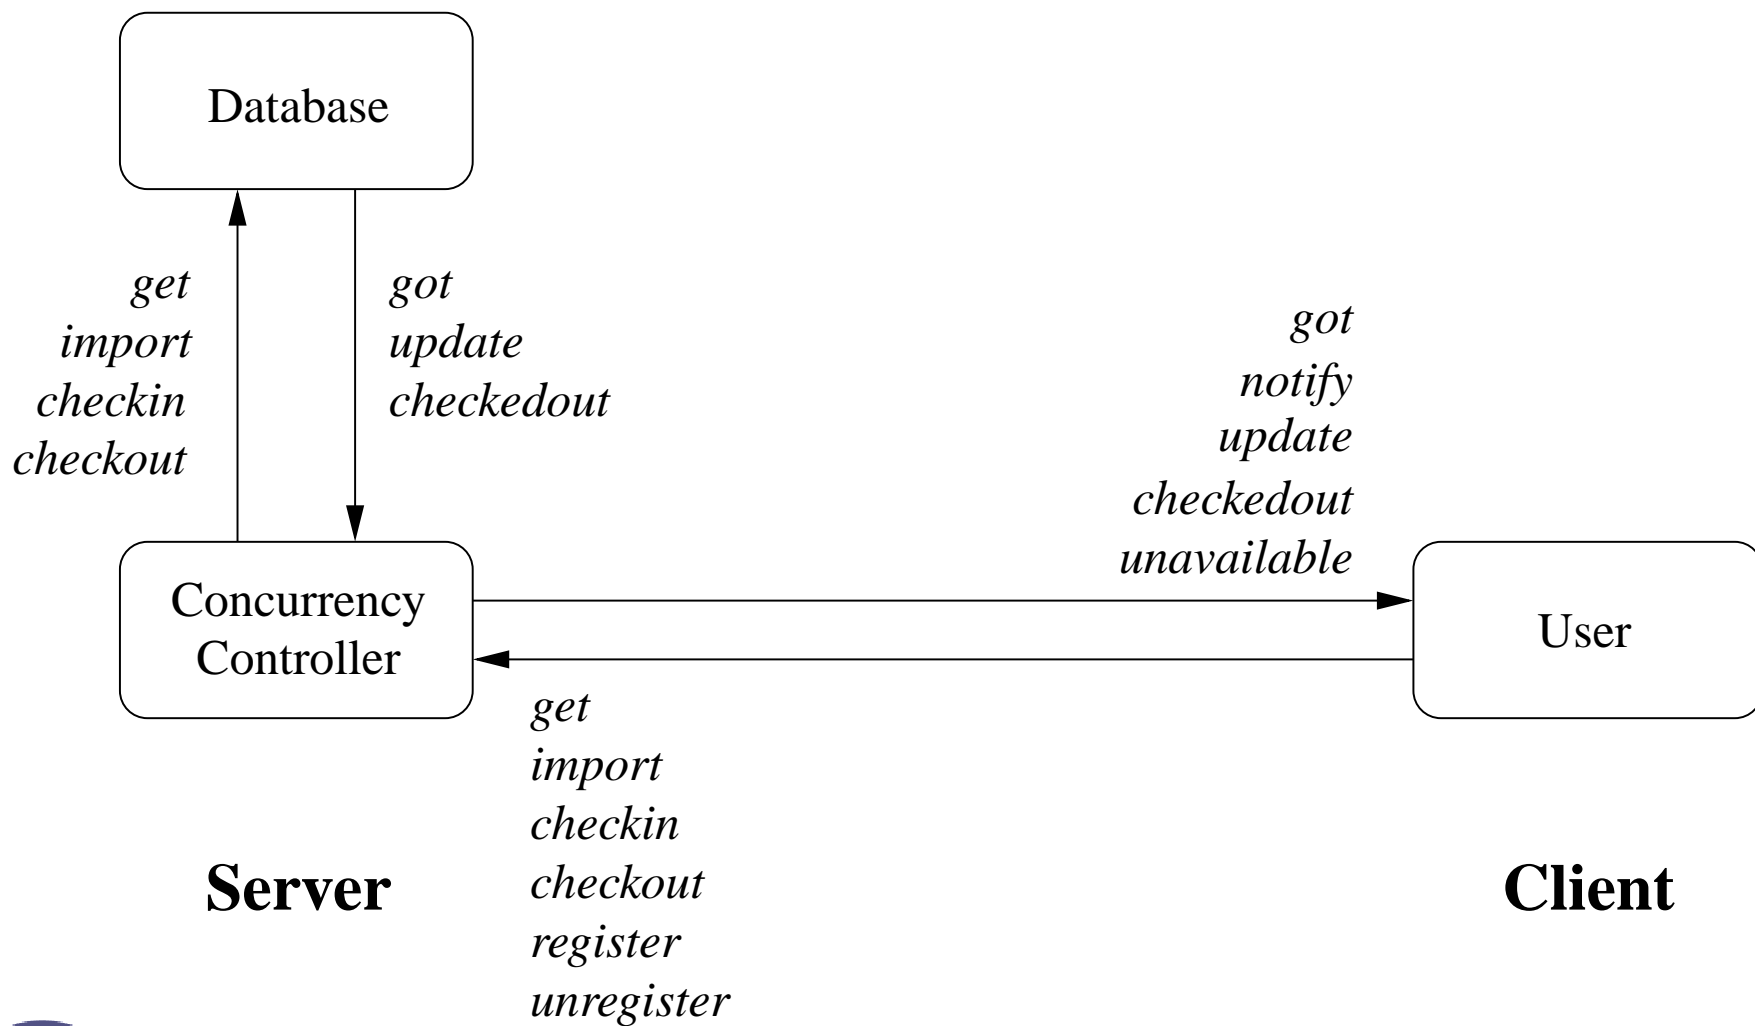 Database
get
import
checkin
checkout
got
update
checkedout
got
notify
update
checkedout
unavailable
Concurrency
Controller
User
get
import
checkin
checkout
register
unregister
Server
Client